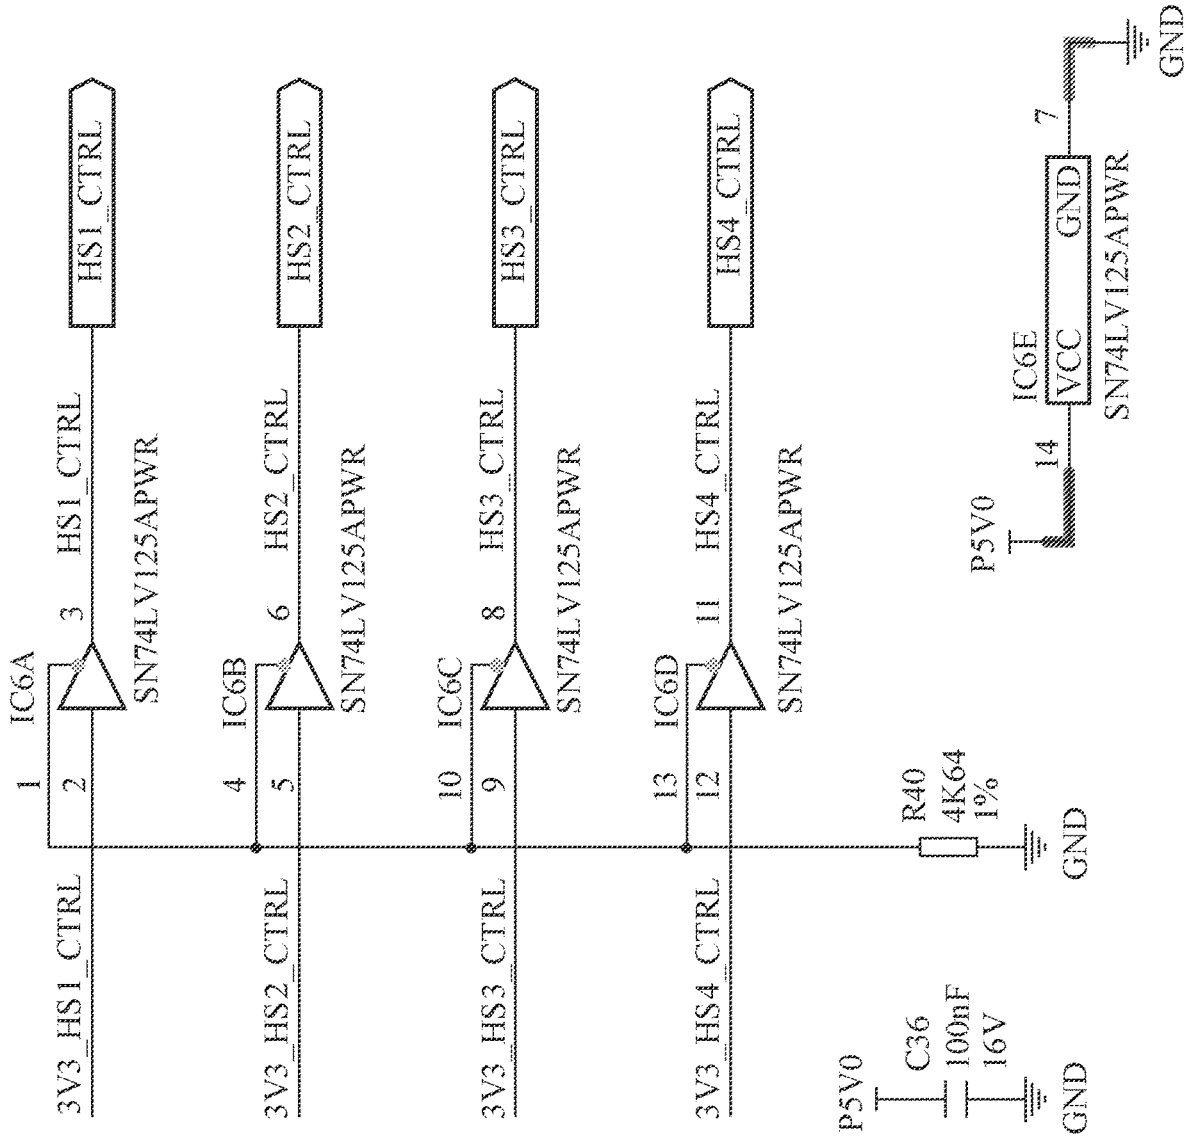 1
IC6A
3V3_HS1_CTRL
2
3
HS1_CTRL
HS1_CTRL
SN74LV125APWR
4
IC6B
3V3_HS2_CTRL
5
6
HS2_CTRL
HS2_CTRL
SN74LV125APWR
10
IC6C
3V3_HS3_CTRL
9
8
HS3_CTRL
HS3_CTRL
SN74LV125APWR
13
IC6D
3V3_HS4_CTRL
12
11
HS4_CTRL
HS4_CTRL
SN74LV125APWR
P5V0
C36
100nF
16V
GND
R40
4K64
1%
GND
P5V0
14
IC6E
VCC
GND
7
SN74LV125APWR
GND